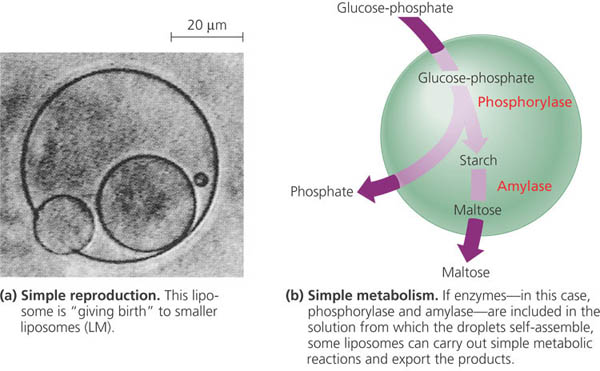 20 μm
(a) Simple reproduction. This lipo-
some is "giving birth" to smaller
liposomes (LM).
Glucose-phosphate
Glucose-phosphate
Phosphorylase
Starch
Phosphate
Amylase
Maltose
Maltose
(b) Simple metabolism. If enzymes—in this case,
phosphorylase and amylase—are included in the
solution from which the droplets self-assemble,
some liposomes can carry out simple metabolic
reactions and export the products.